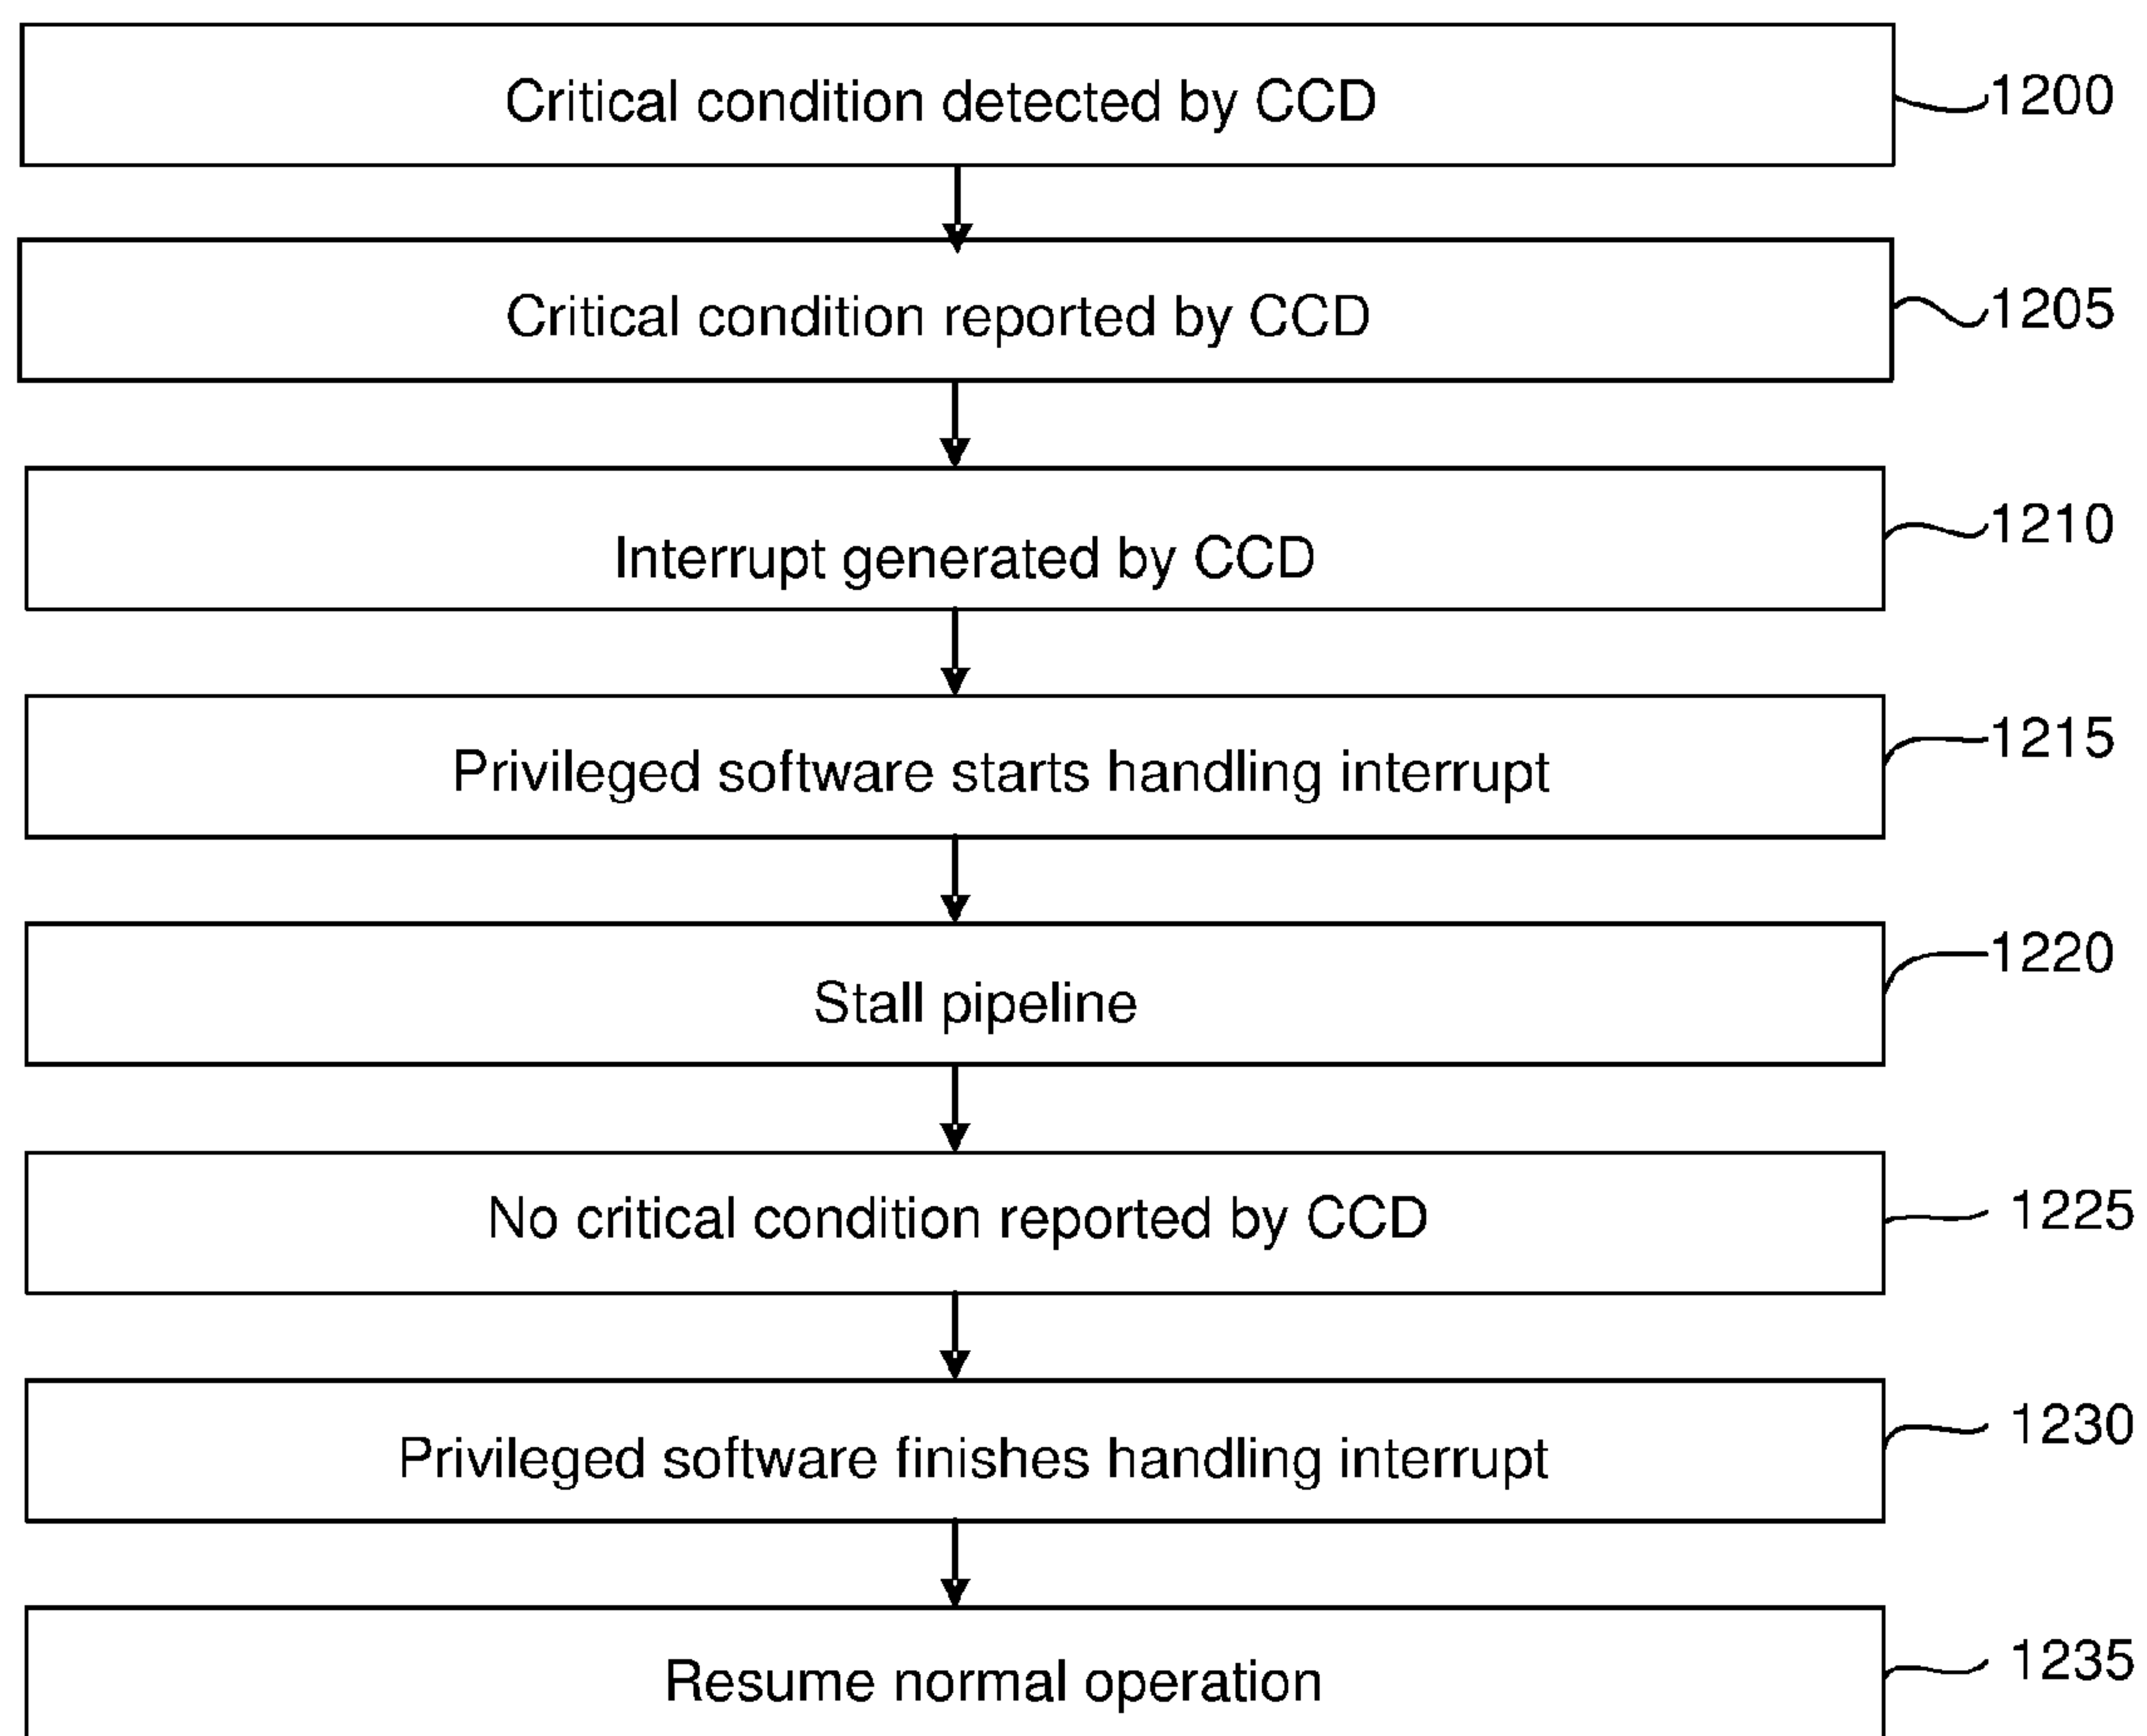 Critical condition detected by CCD
1200
Critical condition reported by CCD
1205
Interrupt generated by CCD
1210
Privileged software starts handling interrupt
1215
Stall pipeline
1220
No critical condition reported by CCD
1225
Privileged software finishes handling interrupt
1230
Resume normal operation
1235